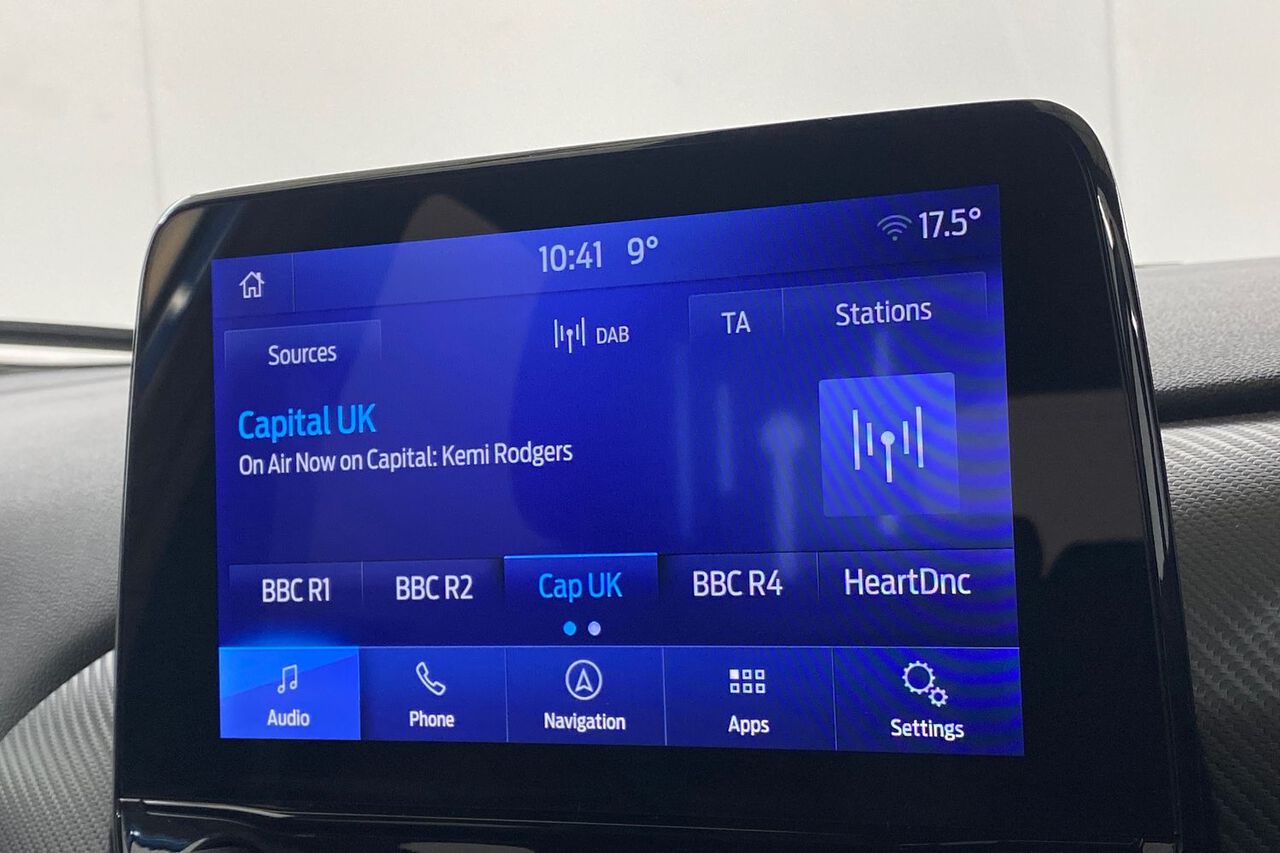 10:41 9° 17.5°
Sources DAB TA Stations
Capital UK
On Air Now on Capital: Kemi Rodgers
BBC R1 BBC R2 Cap UK BBC R4 HeartDnc
Audio Phone Navigation Apps Settings